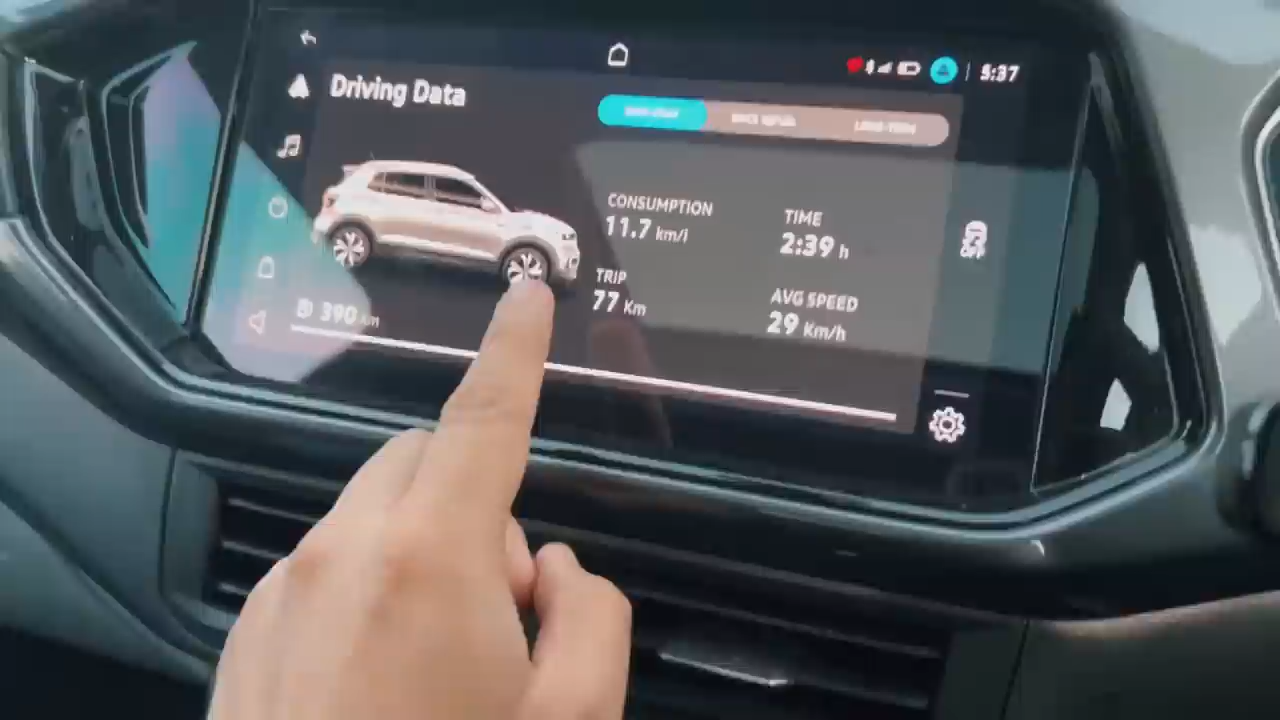 5:37
Driving Data
CONSUMPTION
11.7 km/l
TIME
2:39 h
TRIP
77 Km
AVG SPEED
29 Km/h
390 km
OFF